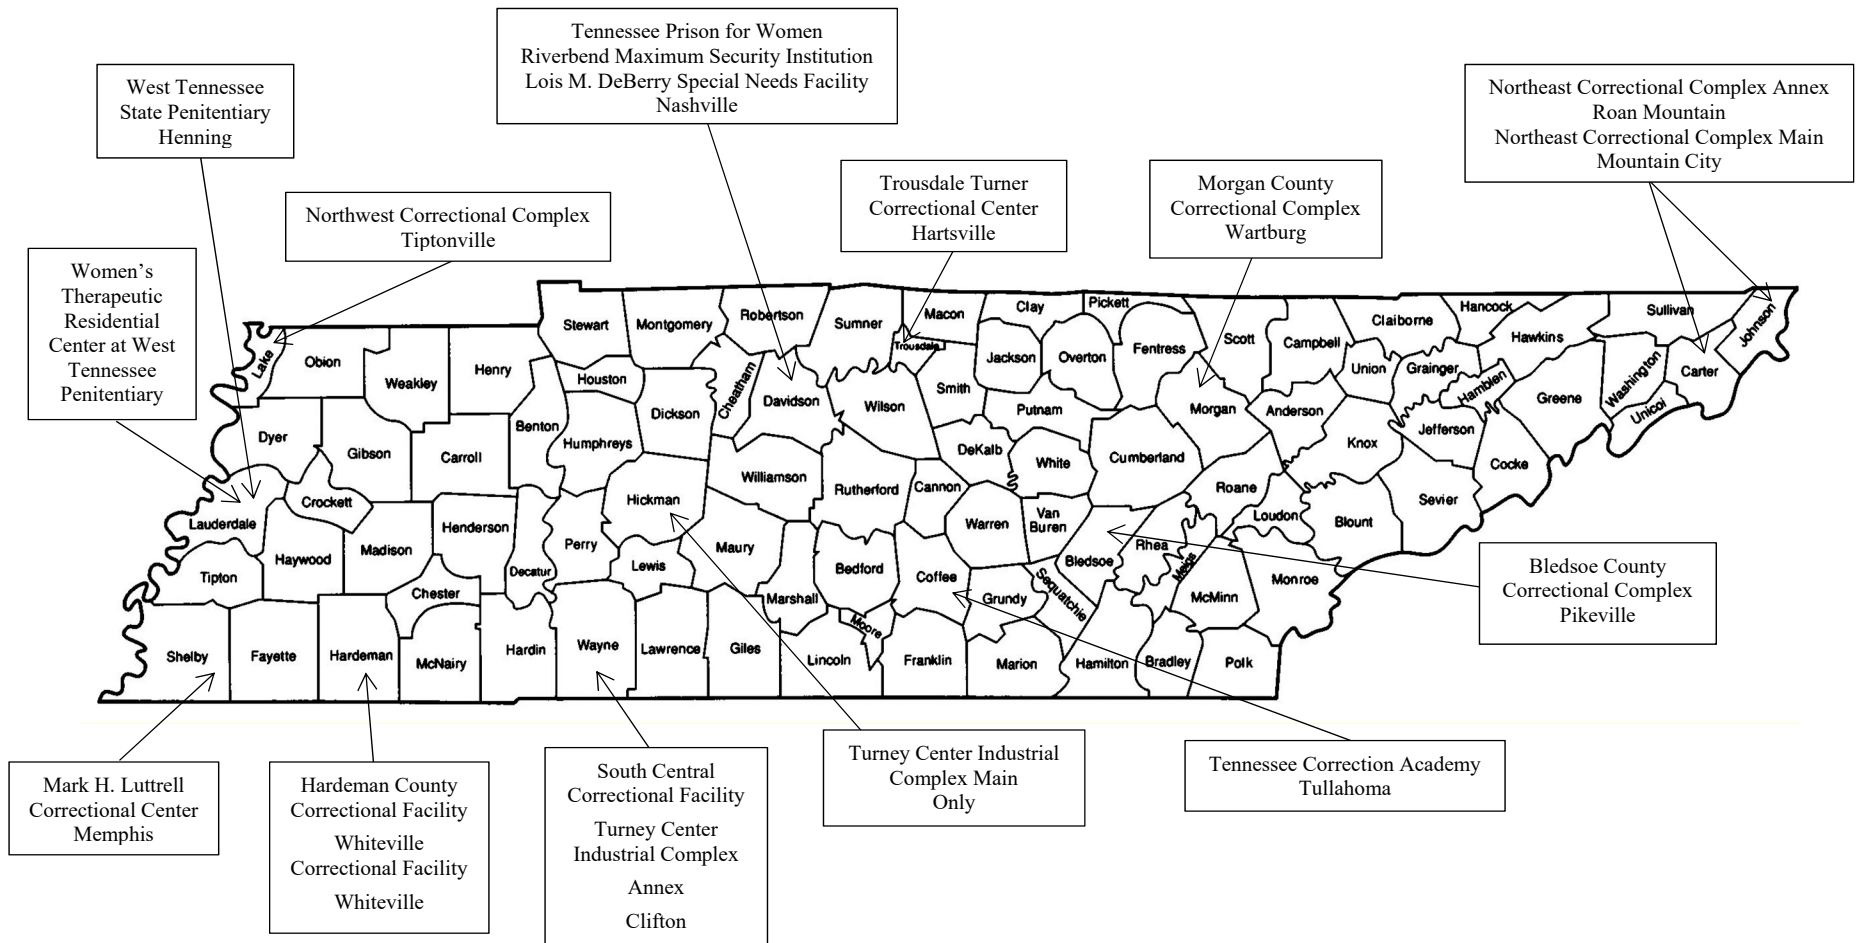 Tennessee Prison for Women
Riverbend Maximum Security Institution
Lois M. DeBerry Special Needs Facility
Nashville
West Tennessee
State Penitentiary
Henning
Northeast Correctional Complex Annex
Roan Mountain
Northeast Correctional Complex Main
Mountain City
Trousdale Turner
Correctional Center
Hartsville
Morgan County
Correctional Complex
Wartburg
Northwest Correctional Complex
Tiptonville
Women’s
Therapeutic
Residential
Center at West
Tennessee
Penitentiary
Lake
Obion
Weakley
Henry
Stewart
Montgomery
Robertson
Sumner
Macon
Trousdale
Clay
Pickett
Scott
Campbell
Claiborne
Hancock
Hawkins
Sullivan
Johnson
Carter
Washington
Unicoi
Greene
Hamblen
Grainger
Union
Fentress
Overton
Jackson
Smith
Wilson
Davidson
Cheatham
Dickson
Houston
Humphreys
Benton
Carroll
Gibson
Dyer
Crockett
Lauderdale
Haywood
Madison
Henderson
Decatur
Perry
Hickman
Williamson
Rutherford
Cannon
DeKalb
Putnam
White
Cumberland
Morgan
Anderson
Knox
Jefferson
Cocke
Sevier
Blount
Loudon
Roane
Rhea
Meigs
Van
Buren
Warren
Bledsoe
Sequatchie
Grundy
Coffee
Bedford
Maury
Lewis
Marshall
Moore
Tipton
Chester
Shelby
Fayette
Hardeman
McNairy
Hardin
Wayne
Lawrence
Giles
Lincoln
Franklin
Marion
Hamilton
Bradley
Polk
McMinn
Monroe
Bledsoe County
Correctional Complex
Pikeville
Mark H. Luttrell
Correctional Center
Memphis
Hardeman County
Correctional Facility
Whiteville
Correctional Facility
Whiteville
South Central
Correctional Facility
Turney Center
Industrial Complex
Annex
Clifton
Turney Center Industrial
Complex Main
Only
Tennessee Correction Academy
Tullahoma